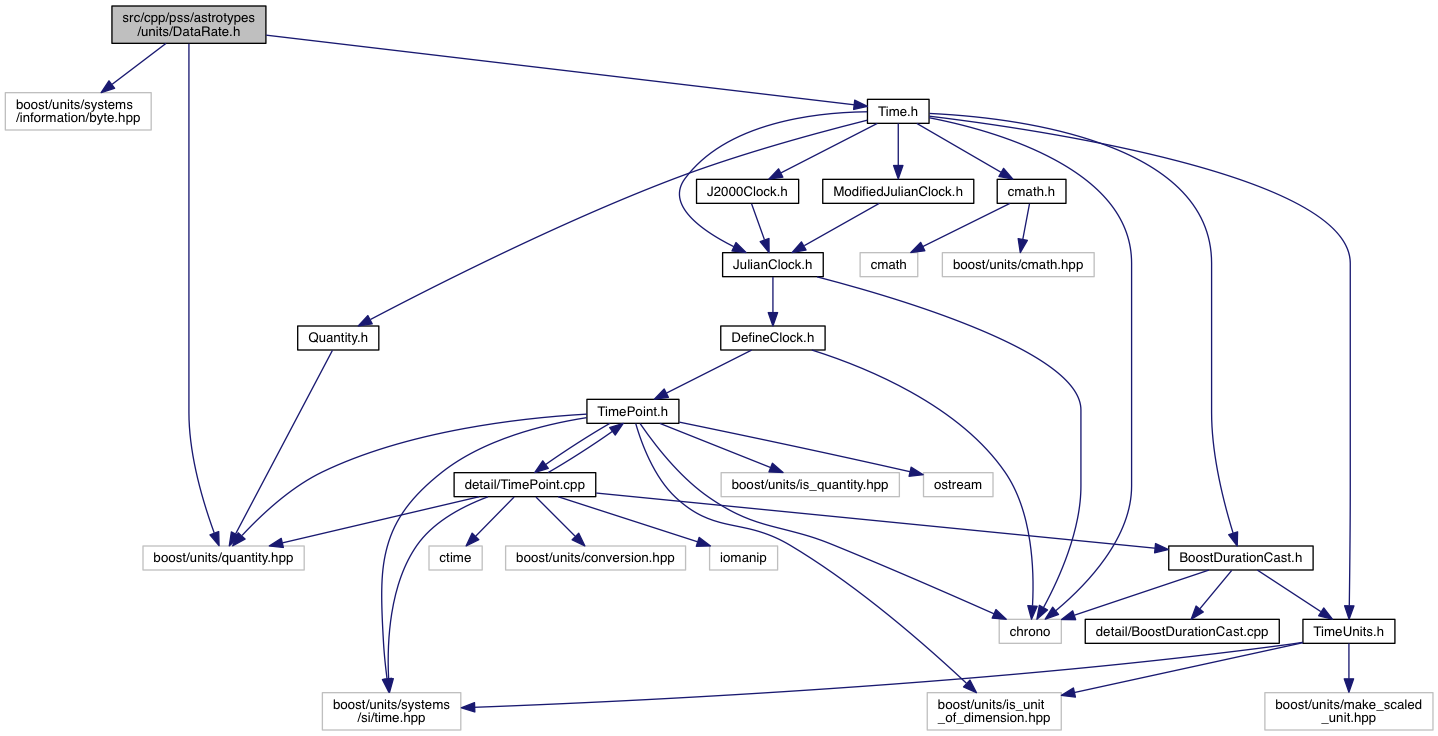 src/cpp/pss/astrotypes
/units/DataRate.h
boost/units/systems
/information/byte.hpp
Time.h
J2000Clock.h
ModifiedJulianClock.h
cmath.h
JulianClock.h
cmath
boost/units/cmath.hpp
Quantity.h
DefineClock.h
TimePoint.h
detail/TimePoint.cpp
boost/units/is_quantity.hpp
ostream
boost/units/quantity.hpp
ctime
boost/units/conversion.hpp
iomanip
BoostDurationCast.h
chrono
detail/BoostDurationCast.cpp
TimeUnits.h
boost/units/systems
/si/time.hpp
boost/units/is_unit
_of_dimension.hpp
boost/units/make_scaled
_unit.hpp